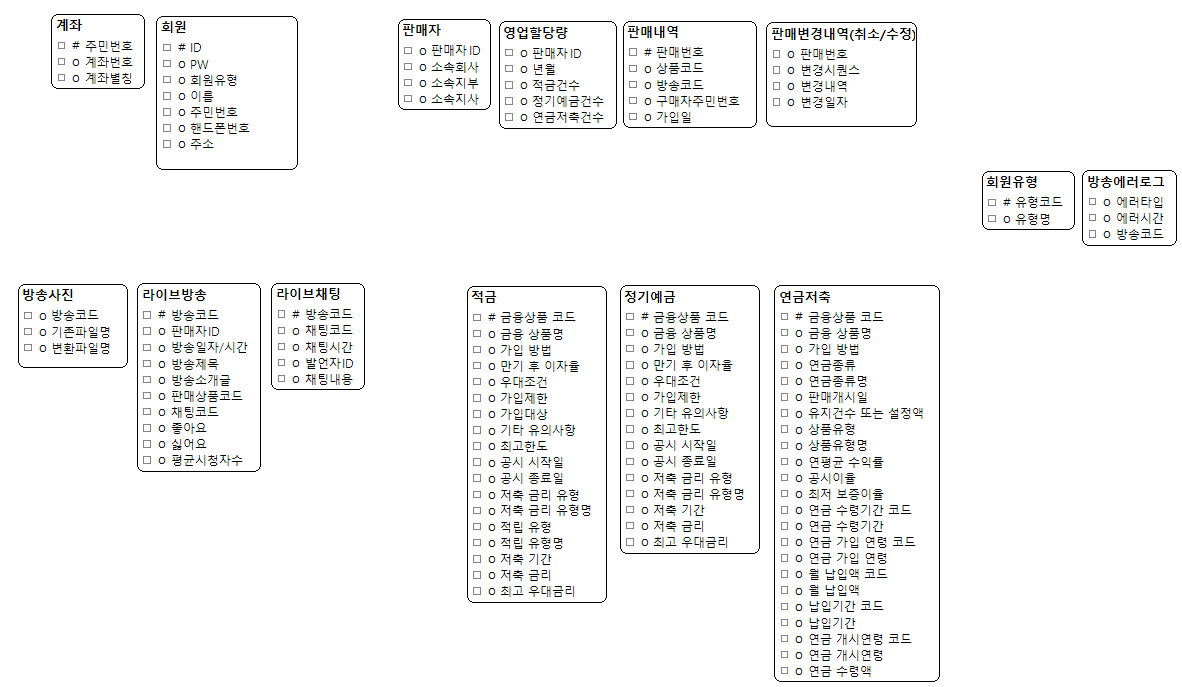 계좌
# 주민번호
o 계좌번호
o 계좌별칭
회원
# ID
o PW
o 회원유형
o 이름
o 주민번호
o 핸드폰번호
o 주소
판매자
o 판매자ID
o 소속회사
o 소속지부
o 소속지사
영업할당량
o 판매자ID
o 년월
o 적금건수
o 정기예금건수
o 연금저축건수
판매내역
# 판매번호
o 상품코드
o 방송코드
o 구매자주민번호
o 가입일
판매변경내역(취소/수정)
o 판매번호
o 변경시퀀스
o 변경내역
o 변경일자
회원유형
# 유형코드
o 유형명
방송에러로그
o 에러타입
o 에러시간
o 방송코드
방송사진
o 방송코드
o 기존파일명
o 변환파일명
라이브방송
# 방송코드
o 판매자ID
o 방송일자/시간
o 방송제목
o 방송소개글
o 판매상품코드
o 채팅코드
o 좋아요
o 싫어요
o 평균시청자수
라이브채팅
# 방송코드
o 채팅코드
o 채팅시간
o 발언자ID
o 채팅내용
적금
# 금융상품 코드
o 금융 상품명
o 가입 방법
o 만기 후 이자율
o 우대조건
o 가입제한
o 가입대상
o 기타 유의사항
o 최고한도
o 공시 시작일
o 공시 종료일
o 저축 금리 유형
o 저축 금리 유형명
o 적립 유형
o 적립 유형명
o 저축 기간
o 저축 금리
o 최고 우대금리
정기예금
# 금융상품 코드
o 금융 상품명
o 가입 방법
o 만기 후 이자율
o 우대조건
o 가입제한
o 기타 유의사항
o 최고한도
o 공시 시작일
o 공시 종료일
o 저축 금리 유형
o 저축 금리 유형명
o 저축 기간
o 저축 금리
o 최고 우대금리
연금저축
# 금융상품 코드
o 금융 상품명
o 가입 방법
o 연금종류
o 연금종류명
o 판매개시일
o 유지건수 또는 설정액
o 상품유형
o 상품유형명
o 연평균 수익률
o 공시이율
o 최저 보증이율
o 연금 수령기간 코드
o 연금 수령기간
o 연금 가입 연령 코드
o 연금 가입 연령
o 월 납입액 코드
o 월 납입액
o 납입기간 코드
o 납입기간
o 연금 개시연령 코드
o 연금 개시연령
o 연금 수령액